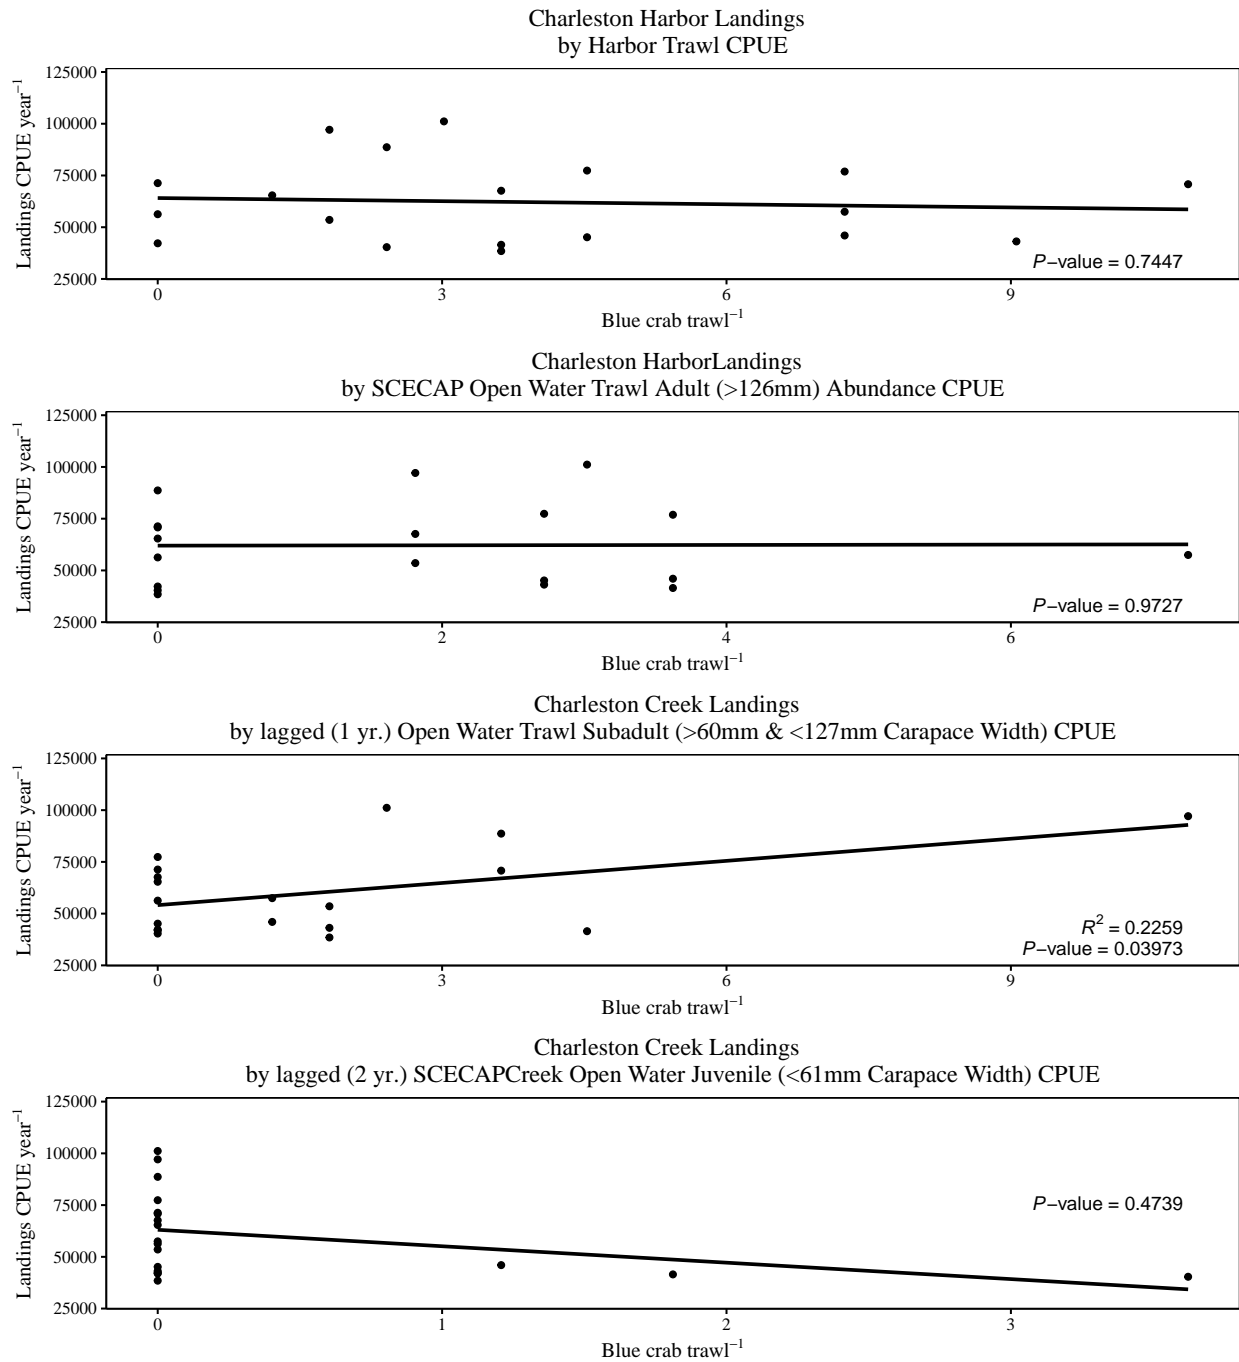 Charleston Harbor Landings
by Harbor Trawl CPUE
125000
100000
75000
50000
25000
Landings CPUE year⁻¹
P−value = 0.7447
0 3 6 9
Blue crab trawl⁻¹
Charleston HarborLandings
by SCECAP Open Water Trawl Adult (>126mm) Abundance CPUE
125000
100000
75000
50000
25000
Landings CPUE year⁻¹
P−value = 0.9727
0 2 4 6
Blue crab trawl⁻¹
Charleston Creek Landings
by lagged (1 yr.) Open Water Trawl Subadult (>60mm & <127mm Carapace Width) CPUE
125000
100000
75000
50000
25000
Landings CPUE year⁻¹
R² = 0.2259
P−value = 0.03973
0 3 6 9
Blue crab trawl⁻¹
Charleston Creek Landings
by lagged (2 yr.) SCECAPCreek Open Water Juvenile (<61mm Carapace Width) CPUE
125000
100000
75000
50000
25000
Landings CPUE year⁻¹
P−value = 0.4739
0 1 2 3
Blue crab trawl⁻¹